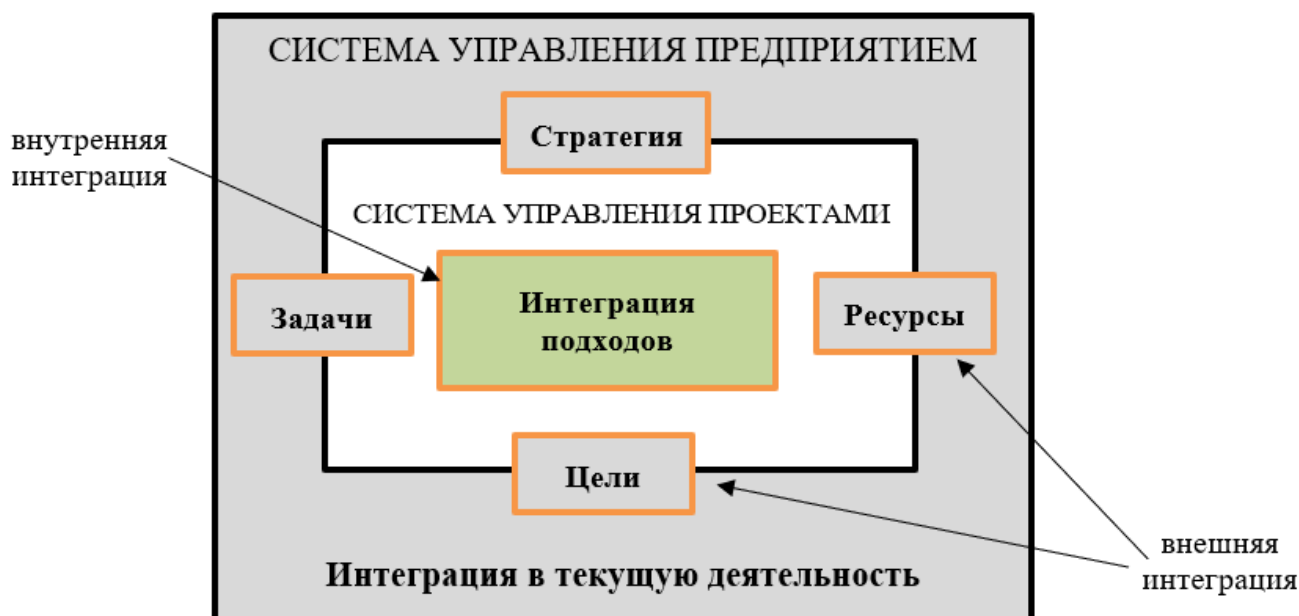 СИСТЕМА УПРАВЛЕНИЯ ПРЕДПРИЯТИЕМ
внутренняя
интеграция
Стратегия
СИСТЕМА УПРАВЛЕНИЯ ПРОЕКТАМИ
Задачи
Интеграция
подходов
Ресурсы
Цели
внешняя
интеграция
Интеграция в текущую деятельность